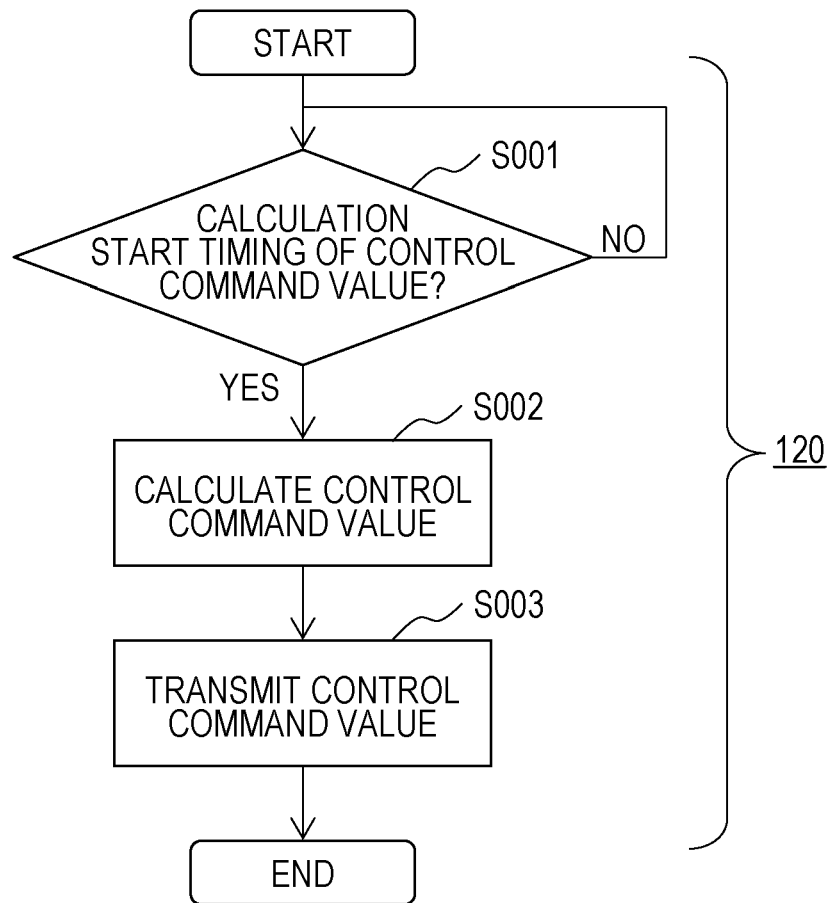 START
S001
CALCULATION
START TIMING OF CONTROL
COMMAND VALUE?
NO
YES
S002
CALCULATE CONTROL
COMMAND VALUE
120
S003
TRANSMIT CONTROL
COMMAND VALUE
END